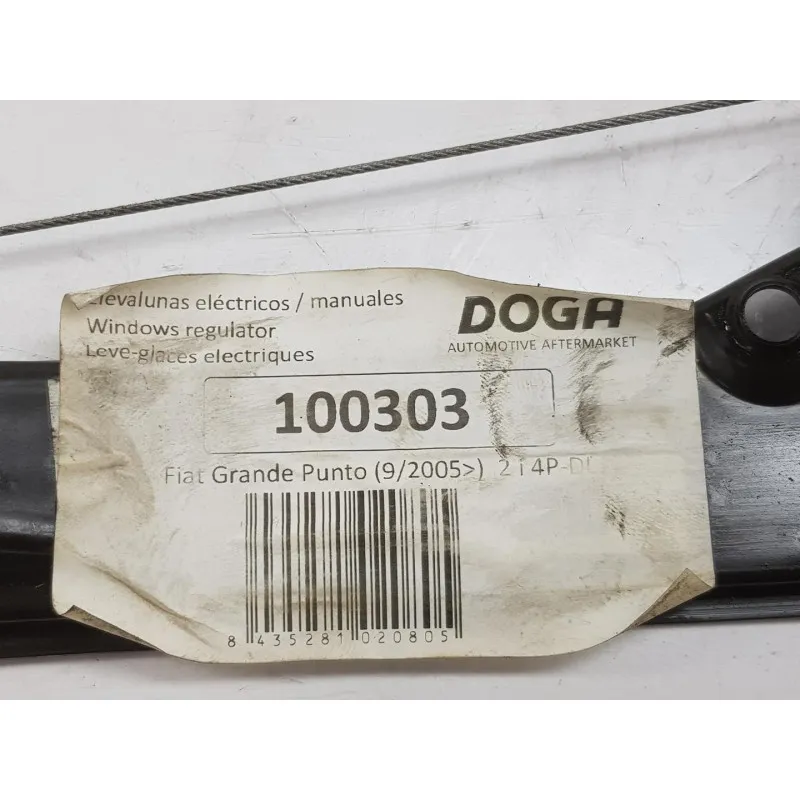 Elevalunas eléctricos / manuales
Windows regulator
Leve-glaces electriques
DOGA
AUTOMOTIVE AFTERMARKET
100303
Fiat Grande Punto (9/2005>)
8 435281 020805